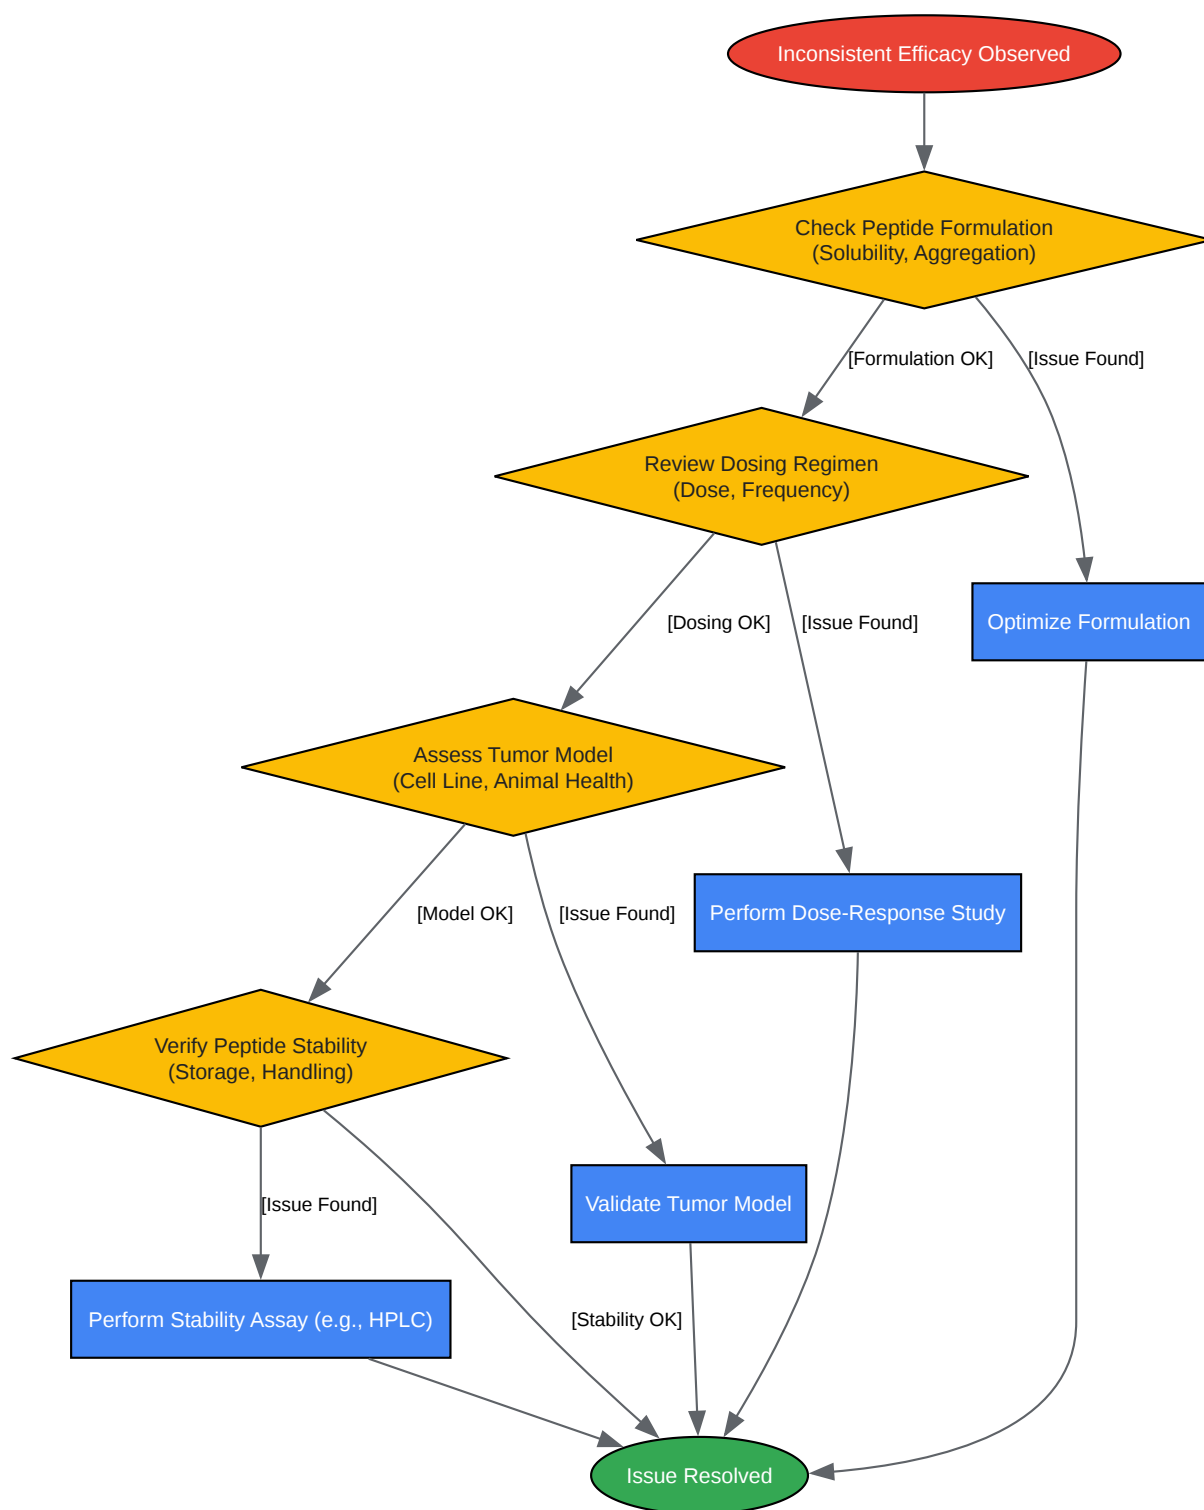 Inconsistent Efficacy Observed
Check Peptide Formulation
(Solubility, Aggregation)
[Formulation OK]
[Issue Found]
Review Dosing Regimen
(Dose, Frequency)
Optimize Formulation
[Dosing OK]
[Issue Found]
Assess Tumor Model
(Cell Line, Animal Health)
[Model OK]
[Issue Found]
Perform Dose-Response Study
Verify Peptide Stability
(Storage, Handling)
[Issue Found]
Validate Tumor Model
Perform Stability Assay (e.g., HPLC)
[Stability OK]
Issue Resolved